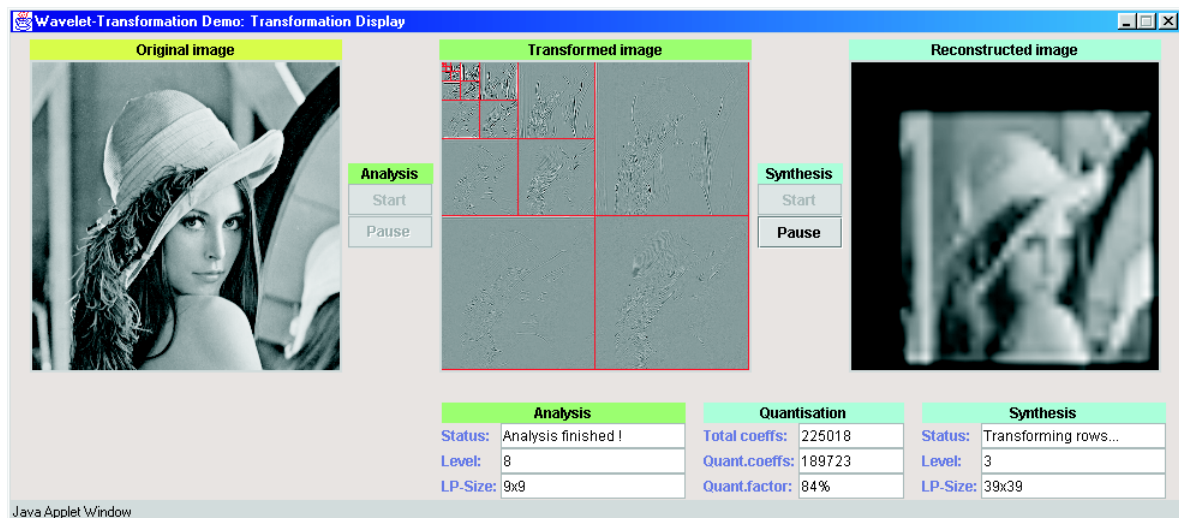 Wavelet-Transformation Demo: Transformation Display
Original image
Transformed image
Reconstructed image
Analysis
Start
Pause
Synthesis
Start
Pause
Analysis
Status: Analysis finished !
Level: 8
LP-Size: 9x9
Quantisation
Total coeffs: 225018
Quant.coeffs: 189723
Quant.factor: 84%
Synthesis
Status: Transforming rows...
Level: 3
LP-Size: 39x39
Java Applet Window